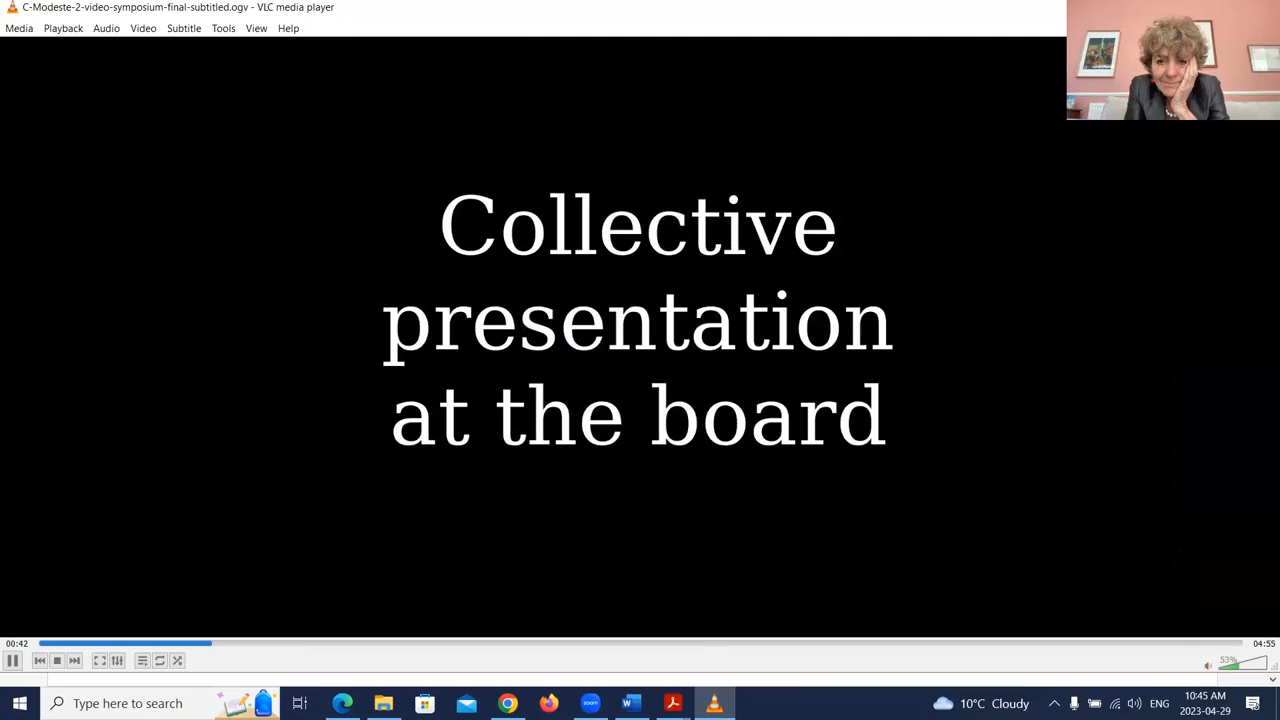 C-Modeste-2-video-symposium-final-subtitled.ogv - VLC media player
Media Playback Audio Video Subtitle Tools View Help
Collective
presentation
at the board
00:42
04:55
53%
Type here to search
10°C Cloudy
ENG
10:45 AM
2023-04-29